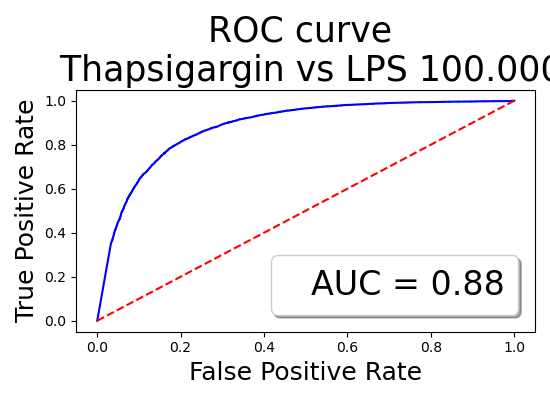 ROC curve
Thapsigargin vs LPS 100.000
True Positive Rate
1.0
0.8
0.6
0.4
0.2
0.0
AUC = 0.88
0.0 0.2 0.4 0.6 0.8 1.0
False Positive Rate